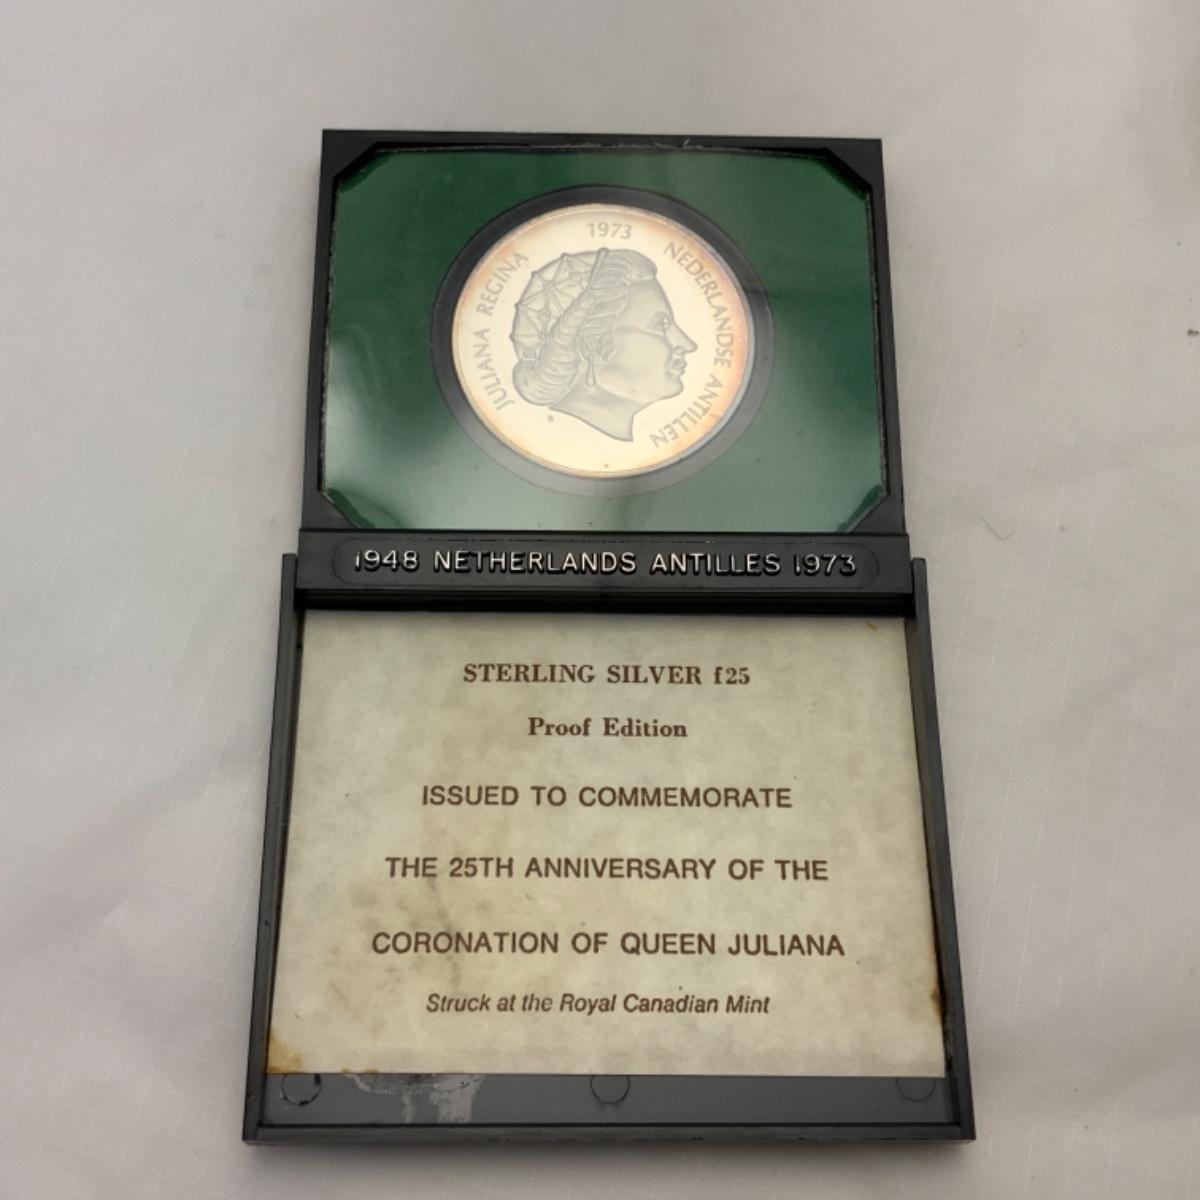 1973
JULIANA REGINA
NEDERLANDSE ANTILLEN
1948 NETHERLANDS ANTILLES 1973
STERLING SILVER f25
Proof Edition
ISSUED TO COMMEMORATE
THE 25TH ANNIVERSARY OF THE
CORONATION OF QUEEN JULIANA
Struck at the Royal Canadian Mint